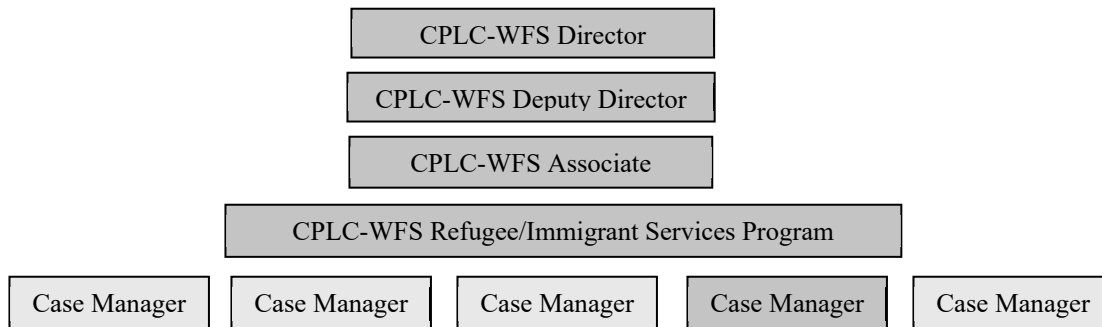 CPLC-WFS Director
CPLC-WFS Deputy Director
CPLC-WFS Associate
CPLC-WFS Refugee/Immigrant Services Program
Case Manager Case Manager Case Manager Case Manager Case Manager